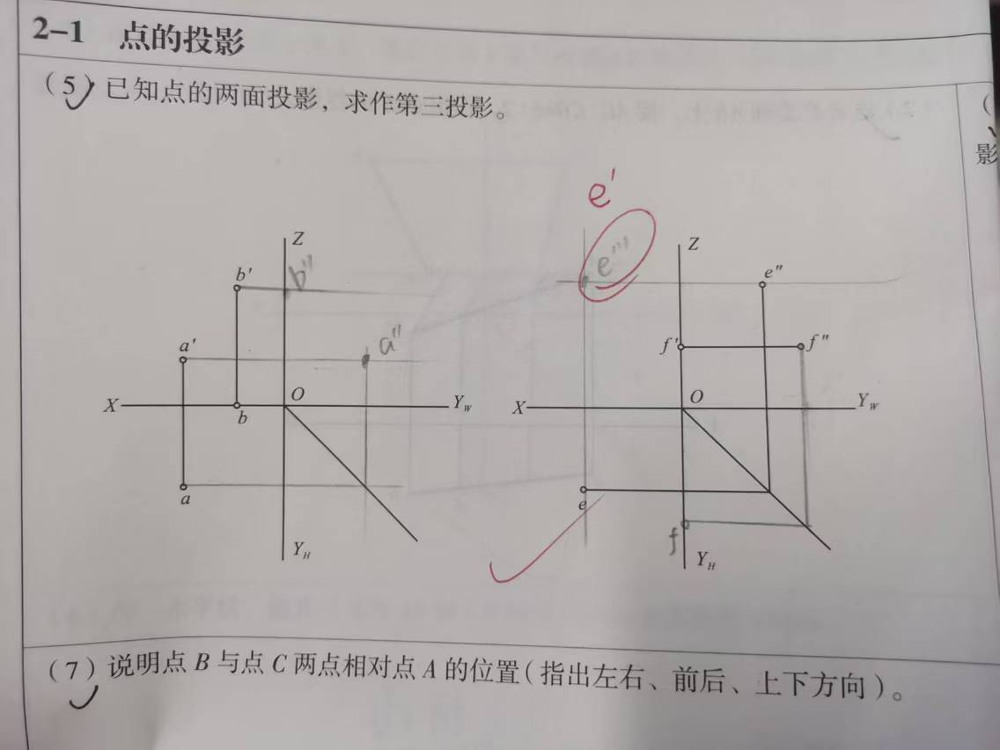 2-1 点的投影
(5) 已知点的两面投影，求作第三投影。
(
影
e'
Z
Z
b'
b"
e'''
e"
a'
a"
f'
f"
X
O
Y_W
X
O
Y_W
b
a
e
f
Y_H
Y_H
(7) 说明点 B 与点 C 两点相对点 A 的位置(指出左右、前后、上下方向)。